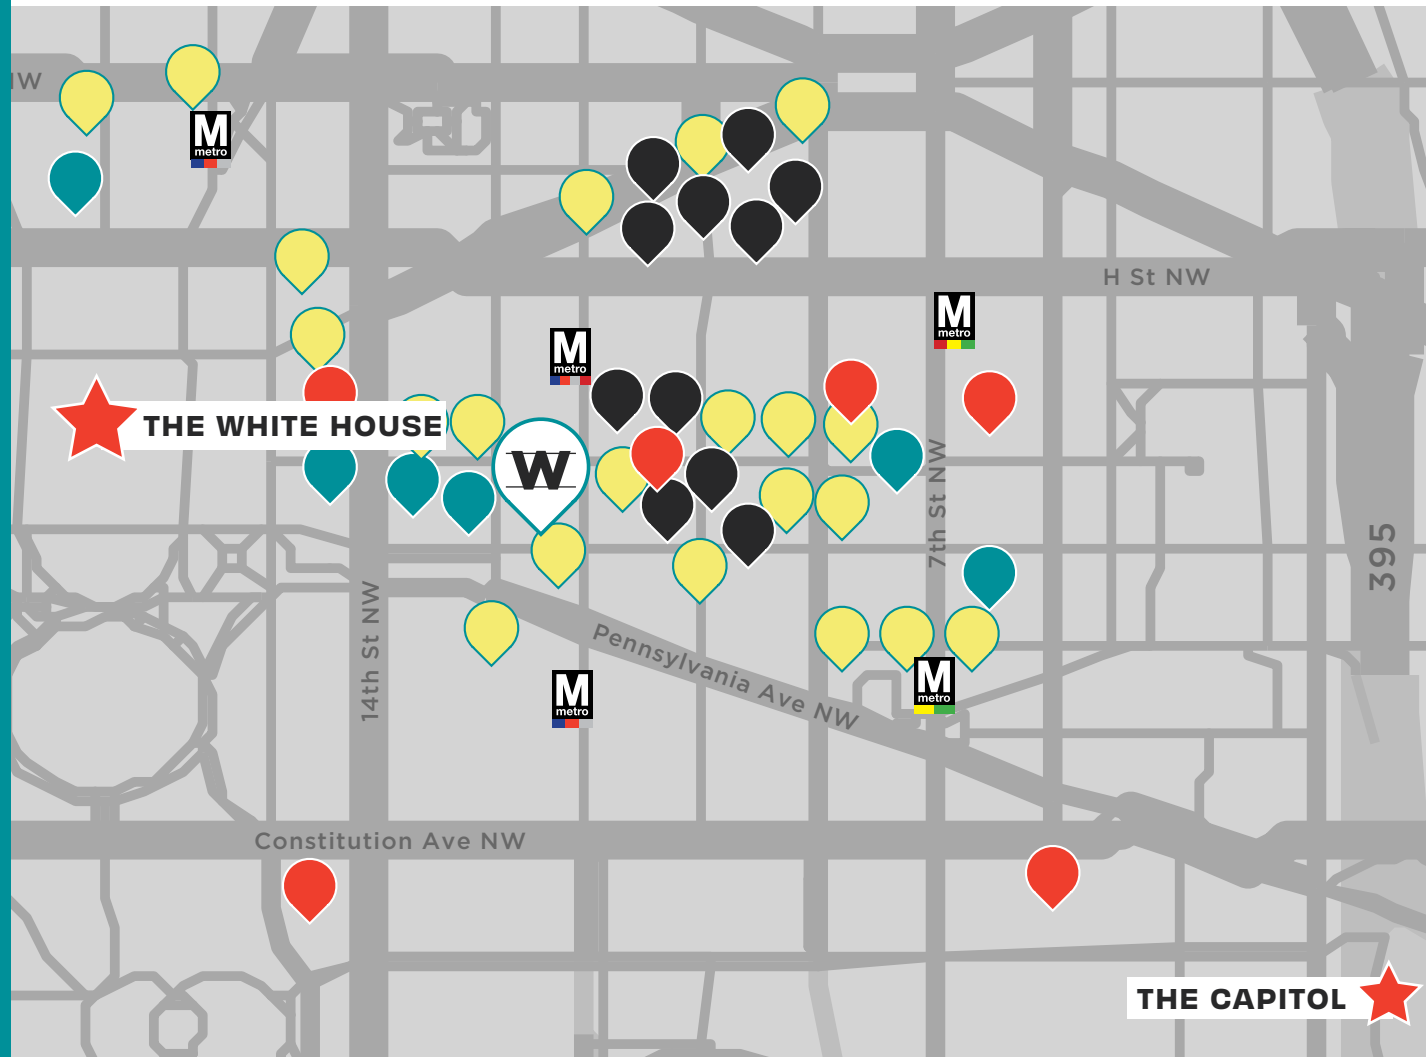 NW
M
metro
H St NW
M
metro
M
metro
THE WHITE HOUSE
W
7th St NW
395
14th St NW
Pennsylvania Ave NW
M
metro
M
metro
Constitution Ave NW
THE CAPITOL